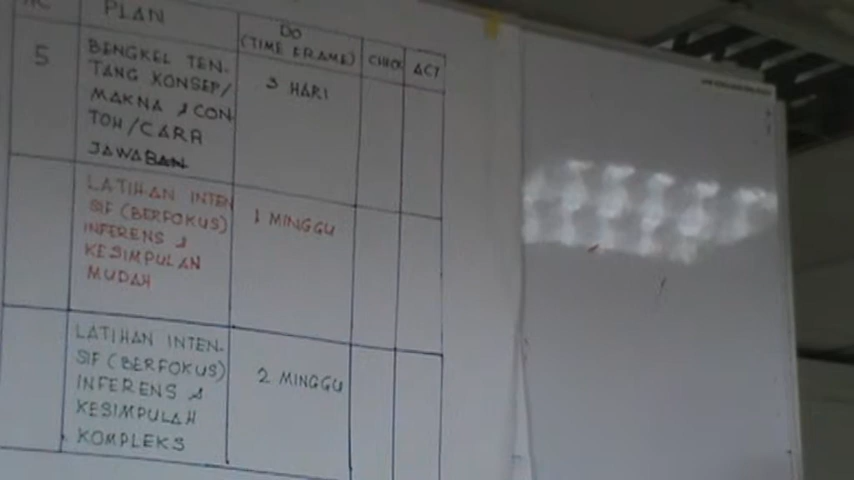 PLAN
DO
(TIME FRAME)
CHECK
ACT
5
BENGKEL TEN-
TANG KONSEP/
MAKNA & CON
TOH/CARA
JAWABAN
3 HARI
LATIHAN INTEN
SIF (BERFOKUS)
INFERENS &
KESIMPULAN
MUDAH
1 MINGGU
LATIHAN INTEN-
SIF (BERFOKUS)
INFERENS &
KESIMPULAN
KOMPLEKS
2 MINGGU